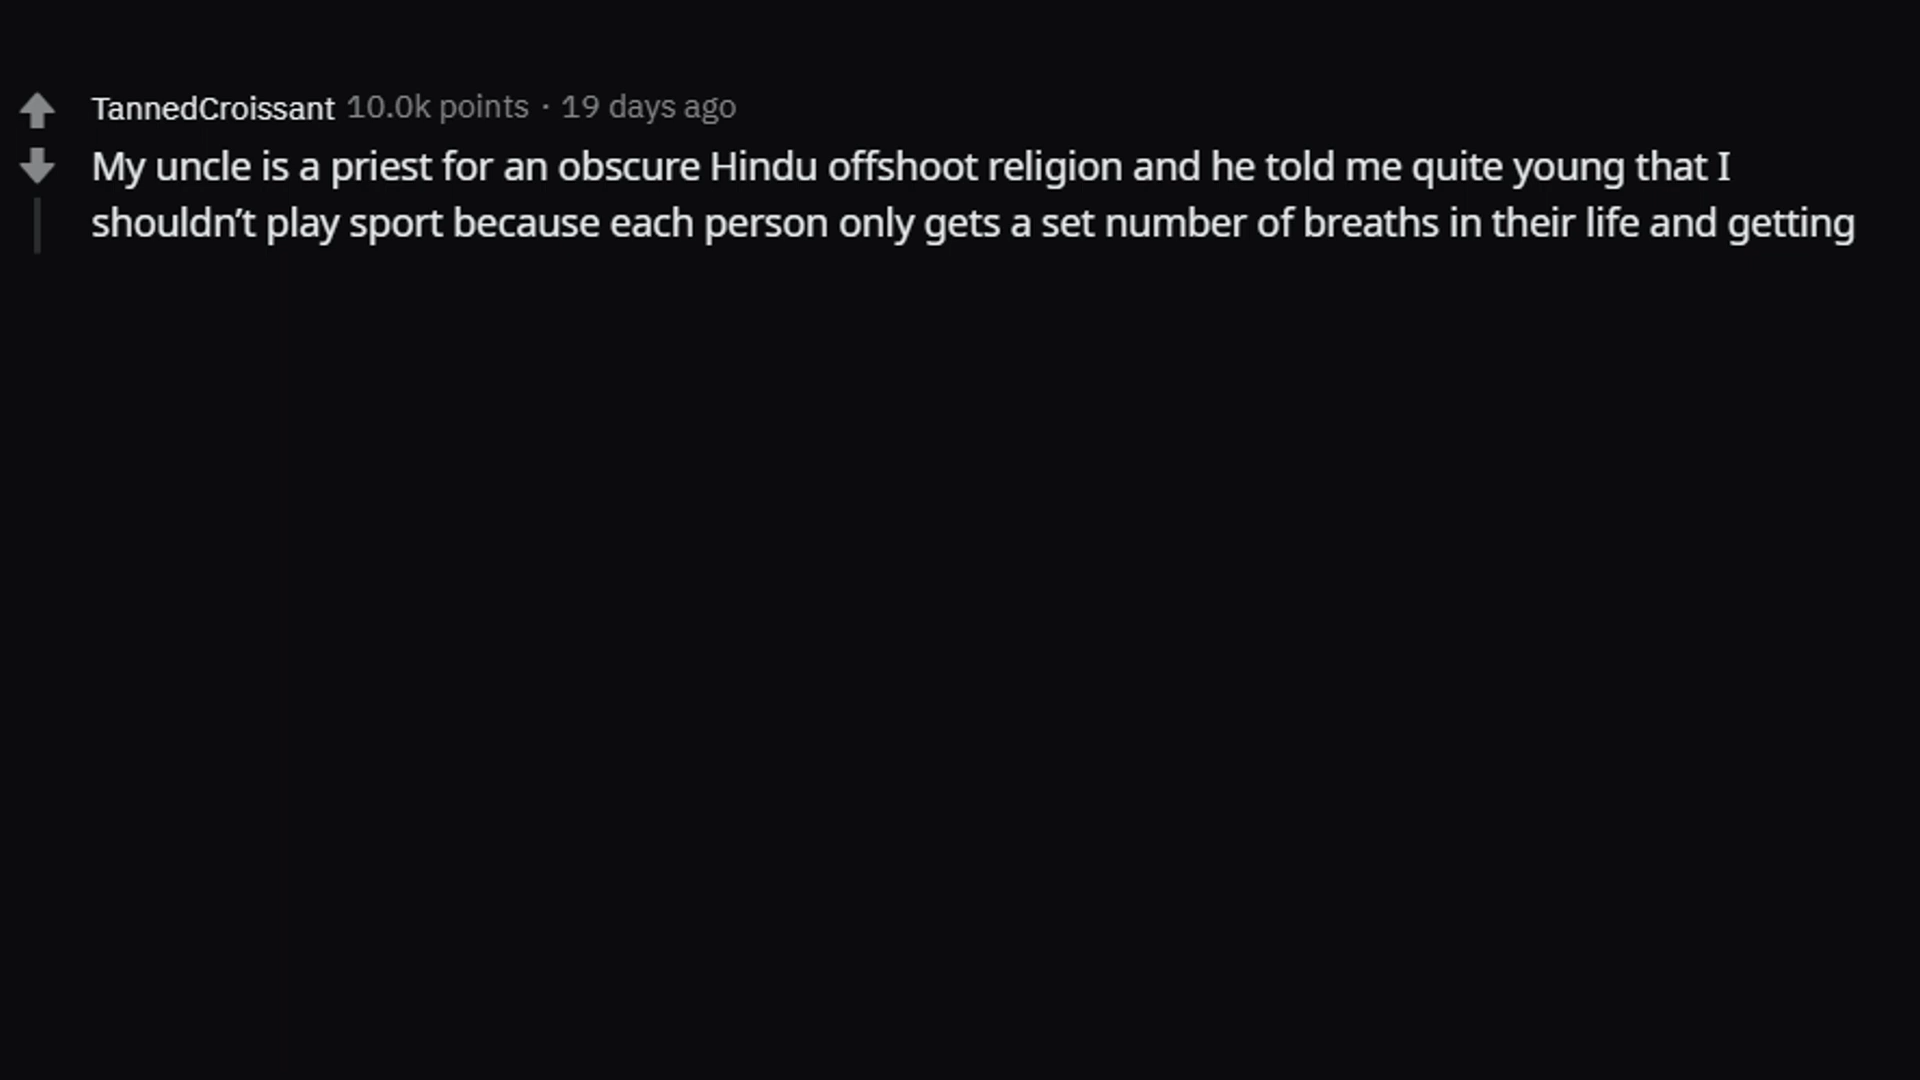 TannedCroissant 10.0k points · 19 days ago
My uncle is a priest for an obscure Hindu offshoot religion and he told me quite young that I
shouldn’t play sport because each person only gets a set number of breaths in their life and getting